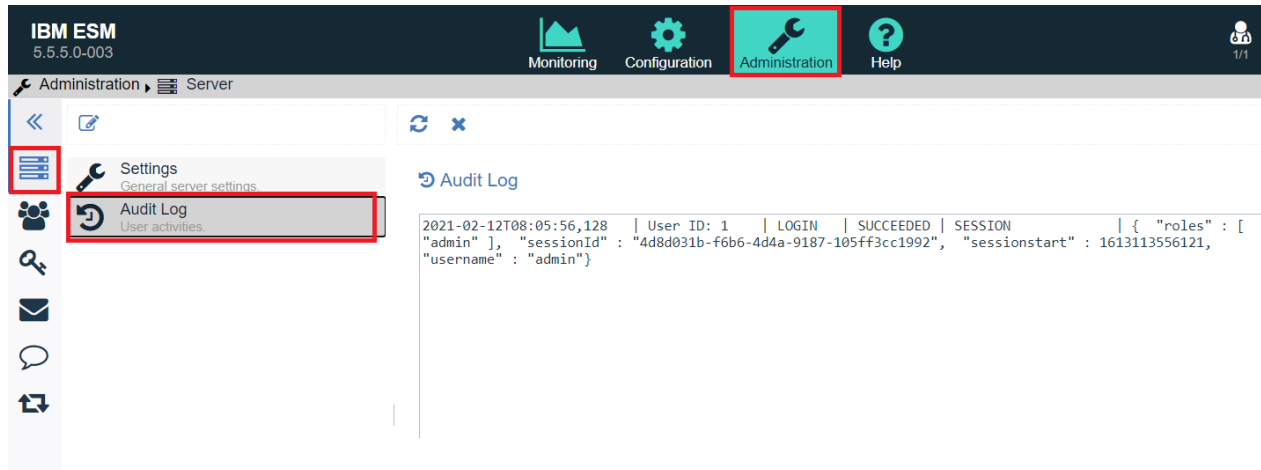 IBM ESM
5.5.5.0-003
Monitoring
Configuration
Administration
Help
1/1
Administration
Server
Settings
General server settings.
Audit Log
User activities.
Audit Log
2021-02-12T08:05:56,128 | User ID: 1 | LOGIN | SUCCEEDED | SESSION | { "roles" : [
"admin" ], "sessionId" : "4d8d031b-f6b6-4d4a-9187-105ff3cc1992", "sessionstart" : 1613113556121,
"username" : "admin"}